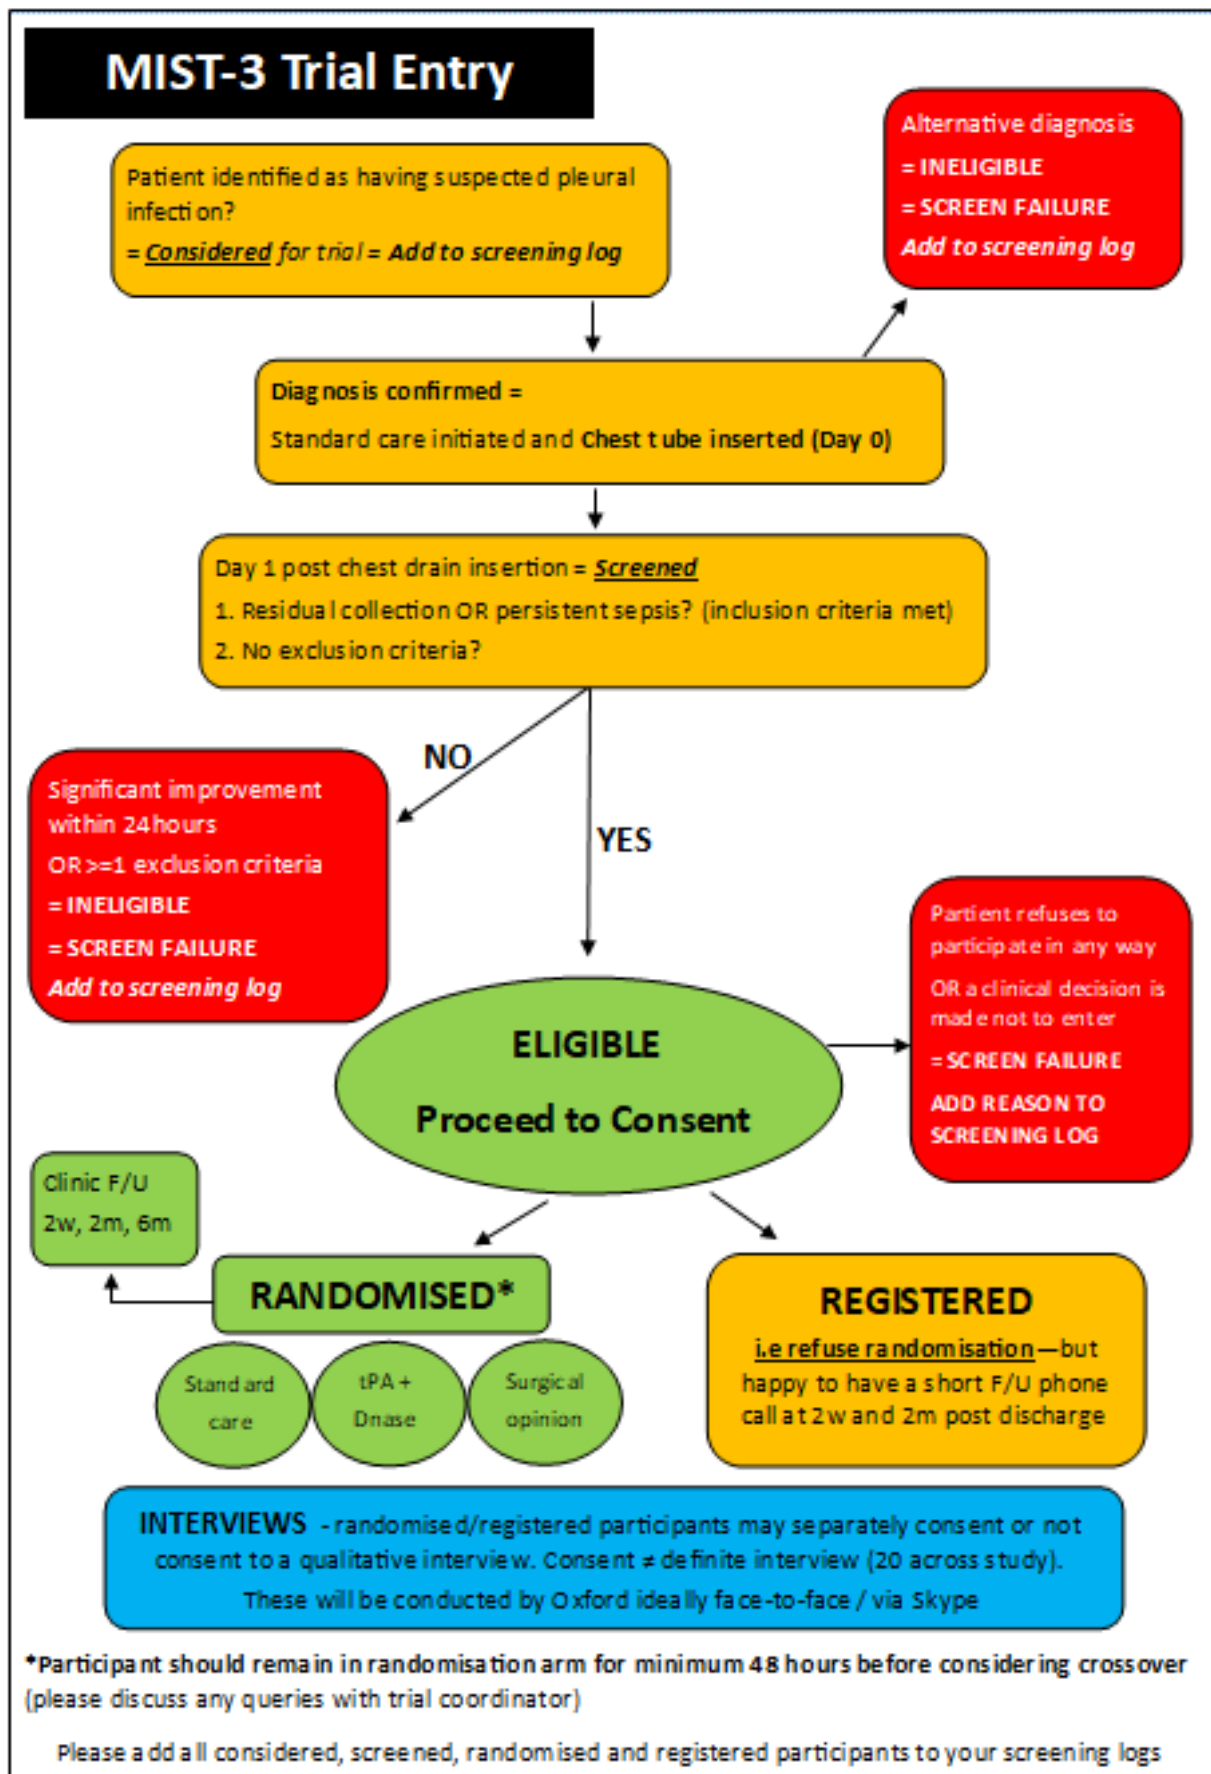 MIST-3 Trial Entry
Alternative diagnosis
= INELIGIBLE
= SCREEN FAILURE
Add to screening log
Patient identified as having suspected pleural
infection?
= Considered for trial = Add to screening log
Diagnosis confirmed =
Standard care initiated and Chest tube inserted (Day 0)
Day 1 post chest drain insertion = Screened
1. Residual collection OR persistent sepsis? (inclusion criteria met)
2. No exclusion criteria?
NO
YES
Significant improvement
within 24hours
OR >=1 exclusion criteria
= INELIGIBLE
= SCREEN FAILURE
Add to screening log
Partient refuses to
participate in any way
OR a clinical decision is
made not to enter
= SCREEN FAILURE
ADD REASON TO
SCREENING LOG
ELIGIBLE
Proceed to Consent
Clinic F/U
2w, 2m, 6m
RANDOMISED*
Standard
care
tPA +
Dnase
Surgical
opinion
REGISTERED
i.e refuse randomisation—but
happy to have a short F/U phone
call at 2w and 2m post discharge
INTERVIEWS - randomised/registered participants may separately consent or not
consent to a qualitative interview. Consent ≠ definite interview (20 across study).
These will be conducted by Oxford ideally face-to-face / via Skype
*Participant should remain in randomisation arm for minimum 48 hours before considering crossover
(please discuss any queries with trial coordinator)
Please add all considered, screened, randomised and registered participants to your screening logs